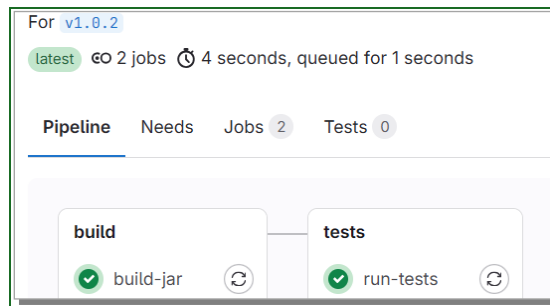 For v1.0.2
latest 2 jobs 4 seconds, queued for 1 seconds
Pipeline Needs Jobs 2 Tests 0
build tests
build-jar run-tests